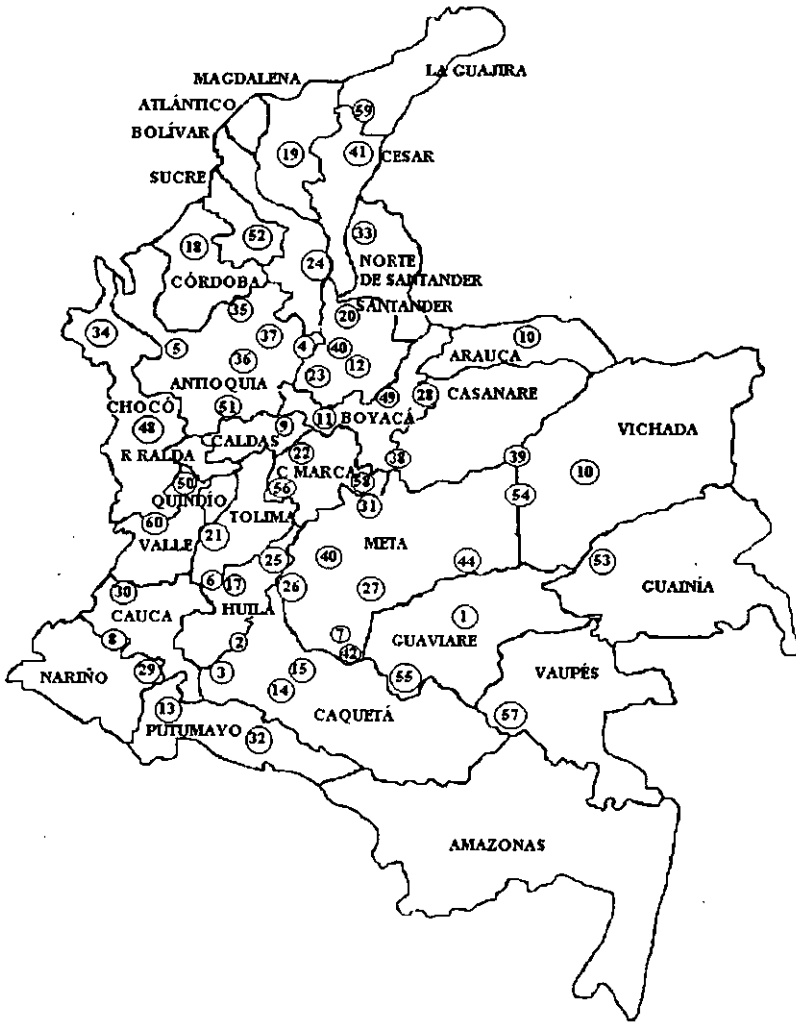 LA GUAJIRA
MAGDALENA
ATLÁNTICO
59
BOLÍVAR
19
41
CESAR
SUCRE
52
33
18
24
NORTE
DE SANTANDER
CÓRDOBA
35
20
SANTANDER
34
5
37
4
40
10
ARAUCA
36
12
23
ANTIOQUIA
28
CASANARE
49
CHOCÓ
51
11
BOYACÁ
48
9
VICHADA
CALDAS
R RALDA
22
38
39
C MARCA
10
50
58
QUINDÍO
56
54
31
60
TOLIMA
21
VALLE
META
40
25
44
53
6
17
26
27
GUAINÍA
30
HUILA
CAUCA
1
8
7
GUAVIARE
2
42
29
3
15
55
VAUPÉS
NARIÑO
14
13
CAQUETÁ
57
PUTUMAYO
32
AMAZONAS